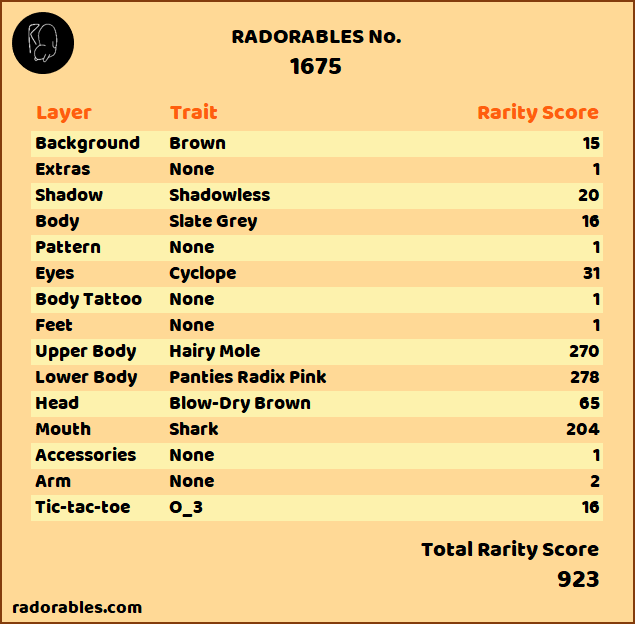 RADORABLES No.
1675
Layer Trait Rarity Score
Background Brown 15
Extras None 1
Shadow Shadowless 20
Body Slate Grey 16
Pattern None 1
Eyes Cyclope 31
Body Tattoo None 1
Feet None 1
Upper Body Hairy Mole 270
Lower Body Panties Radix Pink 278
Head Blow-Dry Brown 65
Mouth Shark 204
Accessories None 1
Arm None 2
Tic-tac-toe O_3 16
Total Rarity Score
923
radorables.com